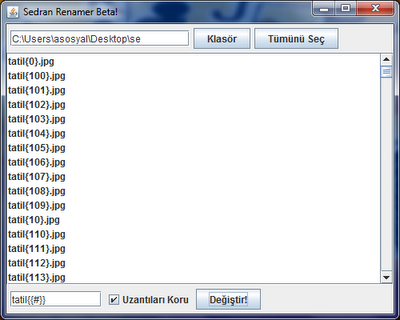 Sedran Renamer Beta!
C:\Users\asosyal\Desktop\se
Klasör
Tümünü Seç
tatil{0}.jpg
tatil{100}.jpg
tatil{101}.jpg
tatil{102}.jpg
tatil{103}.jpg
tatil{104}.jpg
tatil{105}.jpg
tatil{106}.jpg
tatil{107}.jpg
tatil{108}.jpg
tatil{109}.jpg
tatil{10}.jpg
tatil{110}.jpg
tatil{111}.jpg
tatil{112}.jpg
tatil{113}.jpg
tatil{{#}}
Uzantıları Koru
Değiştir!